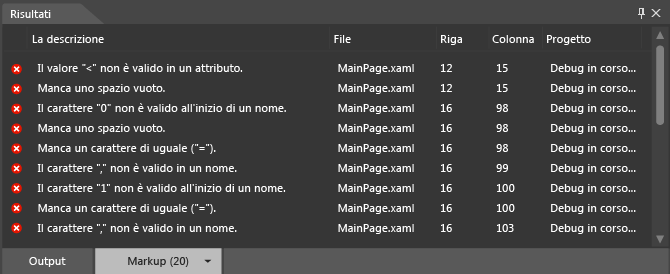 Risultati
La descrizione File Riga Colonna Progetto
Il valore "<" non è valido in un attributo. MainPage.xaml 12 15 Debug in corso...
Manca uno spazio vuoto. MainPage.xaml 12 15 Debug in corso...
Il carattere "0" non è valido all'inizio di un nome. MainPage.xaml 16 98 Debug in corso...
Manca uno spazio vuoto. MainPage.xaml 16 98 Debug in corso...
Manca un carattere di uguale ("="). MainPage.xaml 16 98 Debug in corso...
Il carattere "," non è valido in un nome. MainPage.xaml 16 99 Debug in corso...
Il carattere "1" non è valido all'inizio di un nome. MainPage.xaml 16 100 Debug in corso...
Manca un carattere di uguale ("="). MainPage.xaml 16 100 Debug in corso...
Il carattere "," non è valido in un nome. MainPage.xaml 16 103 Debug in corso...
Output Markup (20)